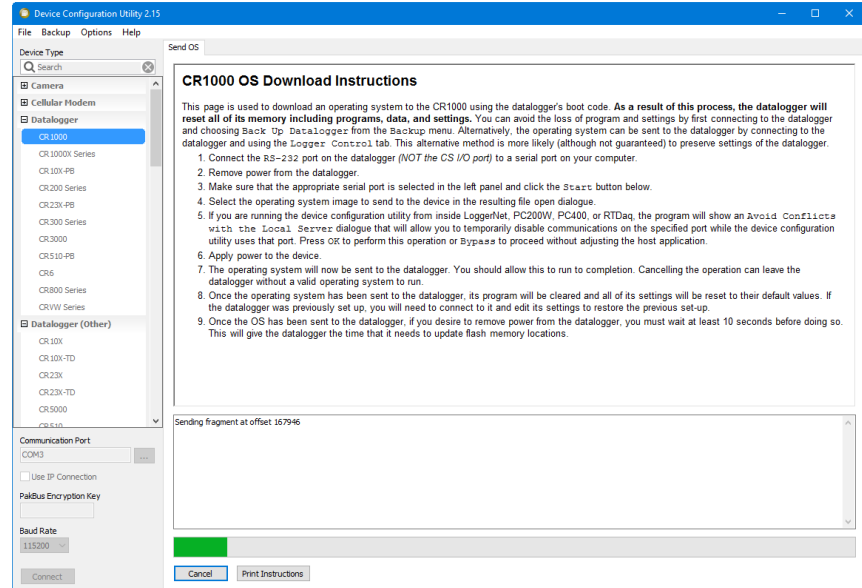 Device Configuration Utility 2.15
File Backup Options Help
Device Type
Search
Camera
Cellular Modem
Datalogger
CR1000
CR1000X Series
CR10X-PB
CR200 Series
CR23X-PB
CR300 Series
CR3000
CR510-PB
CR6
CR800 Series
CRVW Series
Datalogger (Other)
CR10X
CR10X-TD
CR23X
CR23X-TD
CR5000
CR510
Communication Port
COM3
...
Use IP Connection
PakBus Encryption Key
Baud Rate
115200
Connect
Send OS
CR1000 OS Download Instructions
This page is used to download an operating system to the CR1000 using the datalogger's boot code. As a result of this process, the datalogger will
reset all of its memory including programs, data, and settings. You can avoid the loss of program and settings by first connecting to the datalogger
and choosing Back Up Datalogger from the Backup menu. Alternatively, the operating system can be sent to the datalogger by connecting to the
datalogger and using the Logger Control tab. This alternative method is more likely (although not guaranteed) to preserve settings of the datalogger.
1. Connect the RS-232 port on the datalogger (NOT the CS I/O port) to a serial port on your computer.
2. Remove power from the datalogger.
3. Make sure that the appropriate serial port is selected in the left panel and click the Start button below.
4. Select the operating system image to send to the device in the resulting file open dialogue.
5. If you are running the device configuration utility from inside LoggerNet, PC200W, PC400, or RTDaq, the program will show an Avoid Conflicts
with the Local Server dialogue that will allow you to temporarily disable communications on the specified port while the device configuration
utility uses that port. Press OK to perform this operation or Bypass to proceed without adjusting the host application.
6. Apply power to the device.
7. The operating system will now be sent to the datalogger. You should allow this to run to completion. Cancelling the operation can leave the
datalogger without a valid operating system to run.
8. Once the operating system has been sent to the datalogger, its program will be cleared and all of its settings will be reset to their default values. If
the datalogger was previously set up, you will need to connect to it and edit its settings to restore the previous set-up.
9. Once the OS has been sent to the datalogger, if you desire to remove power from the datalogger, you must wait at least 10 seconds before doing so.
This will give the datalogger the time that it needs to update flash memory locations.
Sending fragment at offset 167946
Cancel Print Instructions